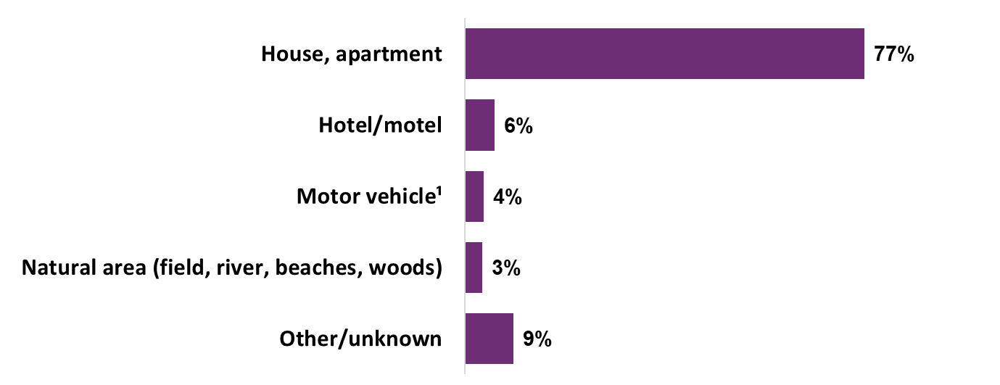 House, apartment 77%
Hotel/motel 6%
Motor vehicle¹ 4%
Natural area (field, river, beaches, woods) 3%
Other/unknown 9%